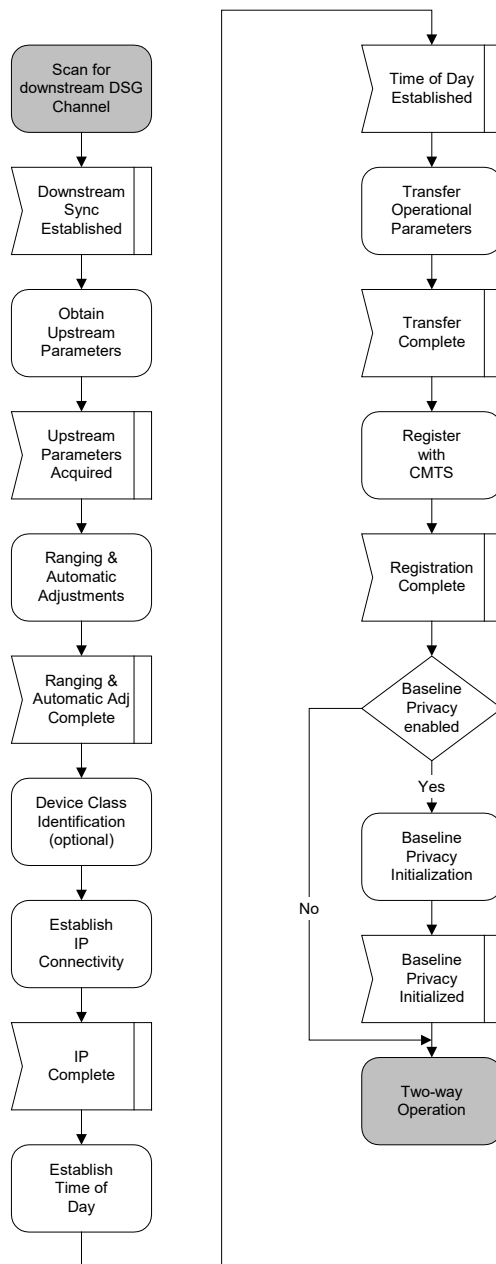 Scan for
downstream DSG
Channel
Downstream
Sync
Established
Obtain
Upstream
Parameters
Upstream
Parameters
Acquired
Ranging &
Automatic
Adjustments
Ranging &
Automatic Adj
Complete
Device Class
Identification
(optional)
Establish
IP
Connectivity
IP
Complete
Establish
Time of
Day
Time of Day
Established
Transfer
Operational
Parameters
Transfer
Complete
Register
with
CMTS
Registration
Complete
Baseline
Privacy
enabled
Yes
Baseline
Privacy
Initialization
No
Baseline
Privacy
Initialized
Two-way
Operation